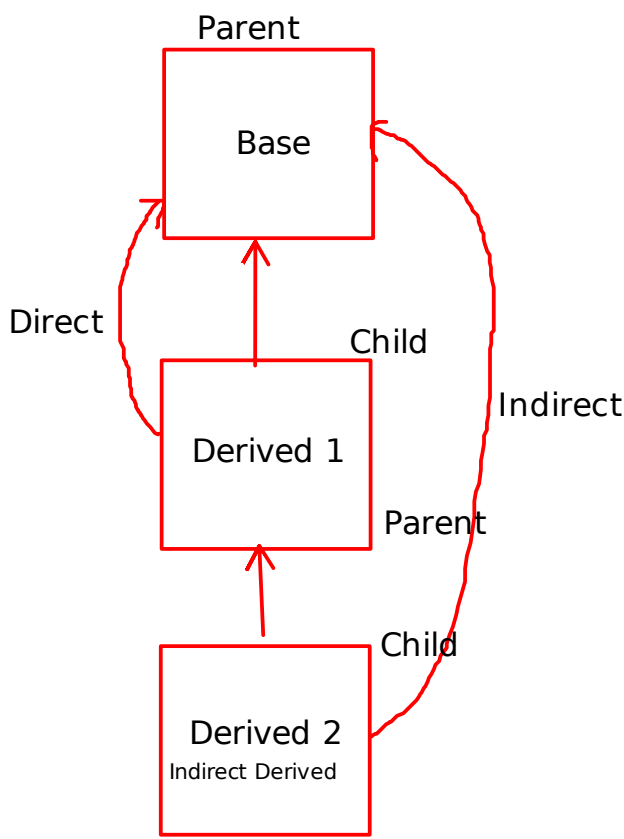 Parent
Base
Direct
Child
Indirect
Derived 1
Parent
Child
Derived 2
Indirect Derived